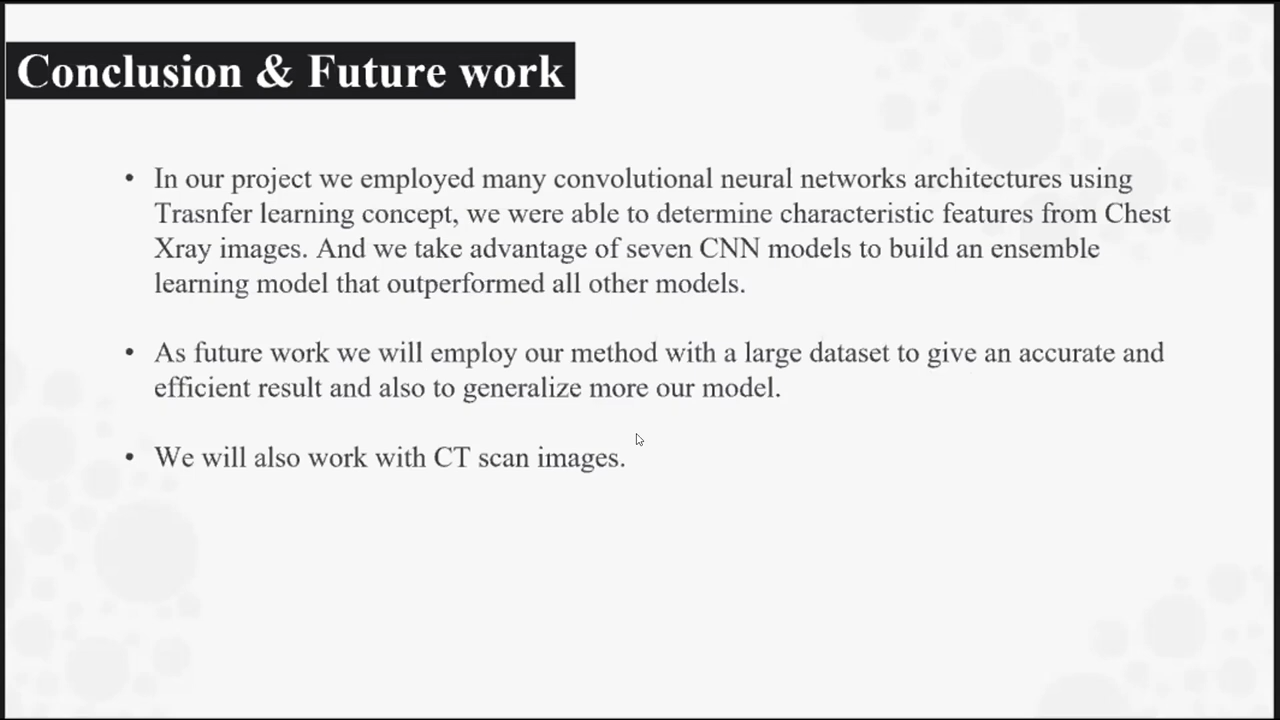 Conclusion & Future work
• In our project we employed many convolutional neural networks architectures using
Trasnfer learning concept, we were able to determine characteristic features from Chest
Xray images. And we take advantage of seven CNN models to build an ensemble
learning model that outperformed all other models.
• As future work we will employ our method with a large dataset to give an accurate and
efficient result and also to generalize more our model.
• We will also work with CT scan images.